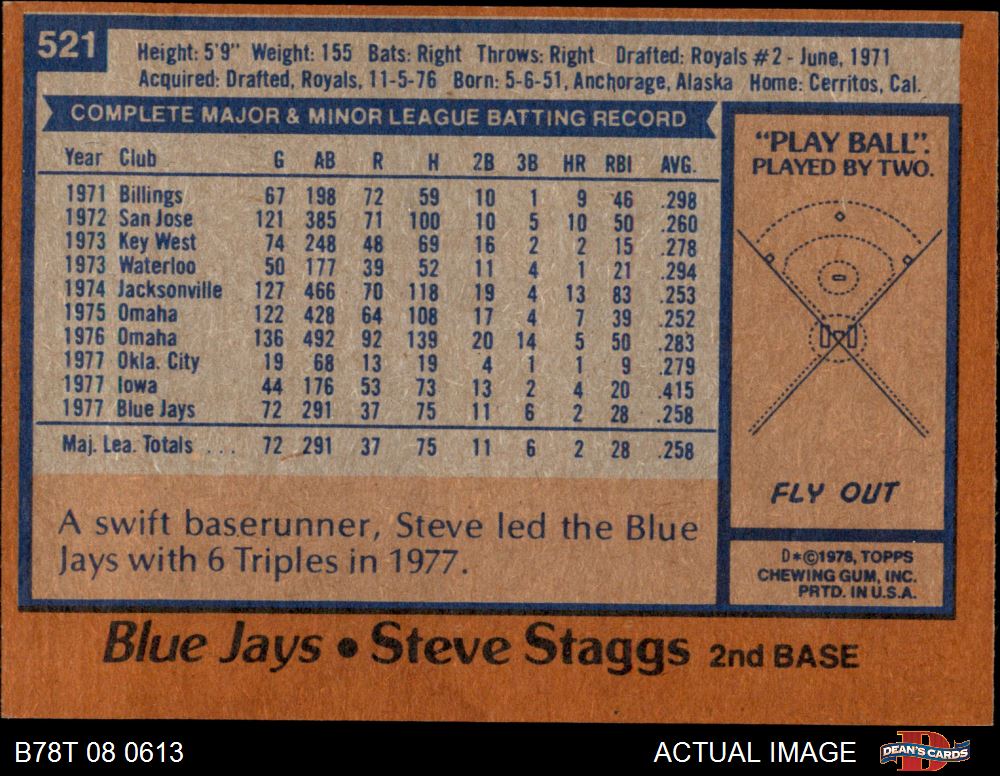 521
Height: 5'9" Weight: 155 Bats: Right Throws: Right Drafted: Royals #2 - June, 1971
Acquired: Drafted, Royals, 11-5-76 Born: 5-6-51, Anchorage, Alaska Home: Cerritos, Cal.
COMPLETE MAJOR & MINOR LEAGUE BATTING RECORD
Year Club G AB R H 2B 3B HR RBI AVG.
1971 Billings 67 198 72 59 10 1 9 46 .298
1972 San Jose 121 385 71 100 10 5 10 50 .260
1973 Key West 74 248 48 69 16 2 2 15 .278
1973 Waterloo 50 177 39 52 11 4 1 21 .294
1974 Jacksonville 127 466 70 118 19 4 13 83 .253
1975 Omaha 122 428 64 108 17 4 7 39 .252
1976 Omaha 136 492 92 139 20 14 5 50 .283
1977 Okla. City 19 68 13 19 4 1 1 9 .279
1977 Iowa 44 176 53 73 13 2 4 20 .415
1977 Blue Jays 72 291 37 75 11 6 2 28 .258
Maj. Lea. Totals ... 72 291 37 75 11 6 2 28 .258
A swift baserunner, Steve led the Blue
Jays with 6 Triples in 1977.
"PLAY BALL".
PLAYED BY TWO.
FLY OUT
D*©1978, TOPPS
CHEWING GUM, INC.
PRTD. IN U.S.A.
Blue Jays • Steve Staggs 2nd BASE
B78T 08 0613
ACTUAL IMAGE
DEAN'S CARDS